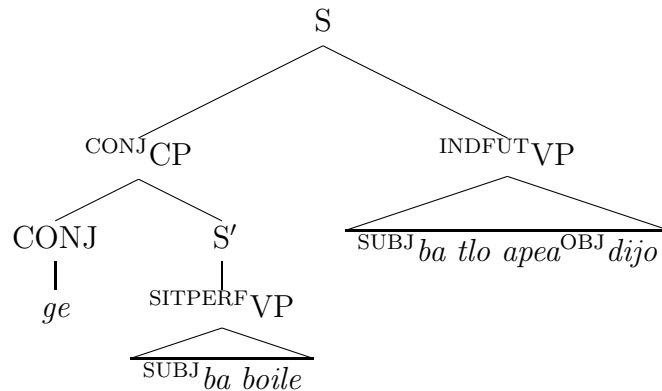 S
CONJCP INDFUTVP
CONJ S′ SUBJba tlo apeaOBJdijo
ge SITPERFVP
SUBJba boile